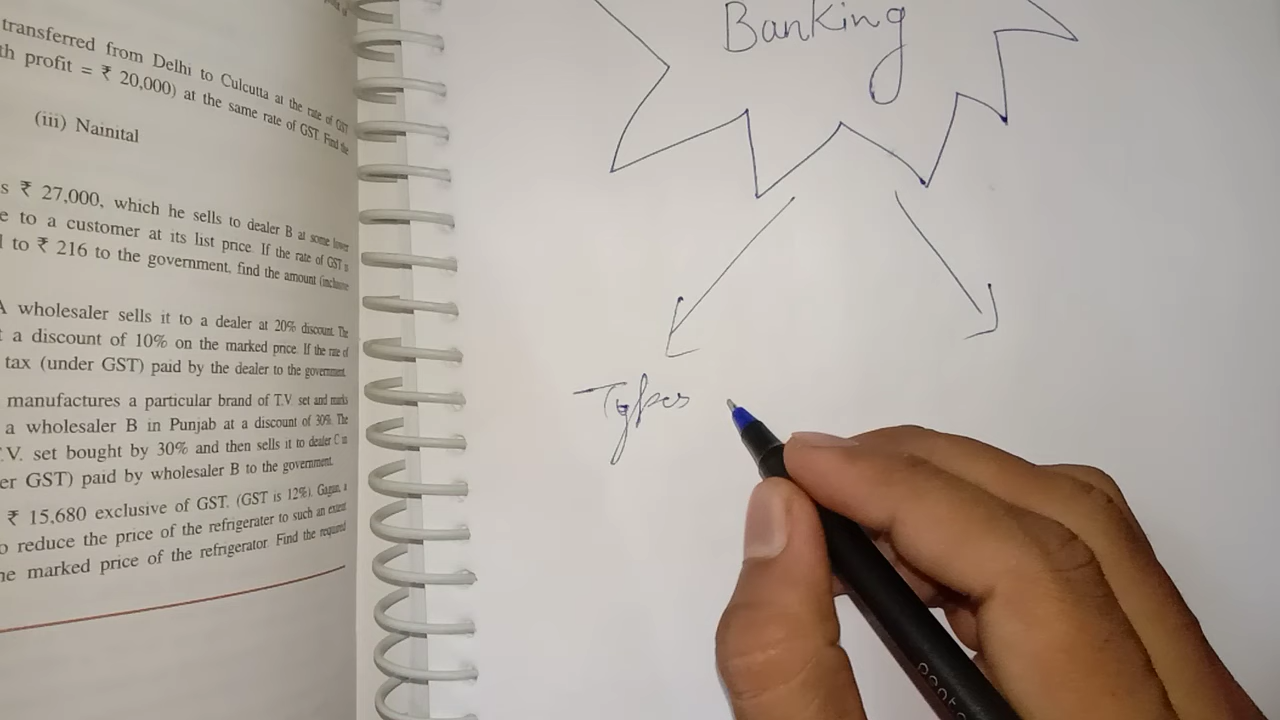 transferred from Delhi to Culcutta at the rate of GST
th profit = ₹ 20,000) at the same rate of GST. Find the
(iii) Nainital
s ₹ 27,000, which he sells to dealer B at some lower
e to a customer at its list price. If the rate of GST is
to ₹ 216 to the government, find the amount (inclusive
A wholesaler sells it to a dealer at 20% discount. The
t a discount of 10% on the marked price. If the rate of
tax (under GST) paid by the dealer to the government.
manufactures a particular brand of T.V. set and marks
a wholesaler B in Punjab at a discount of 30%. The
.V. set bought by 30% and then sells it to dealer C in
er GST) paid by wholesaler B to the government.
₹ 15,680 exclusive of GST. (GST is 12%). Gagan, a
o reduce the price of the refrigerater to such an extent
he marked price of the refrigerator. Find the required
Banking
Types
pento